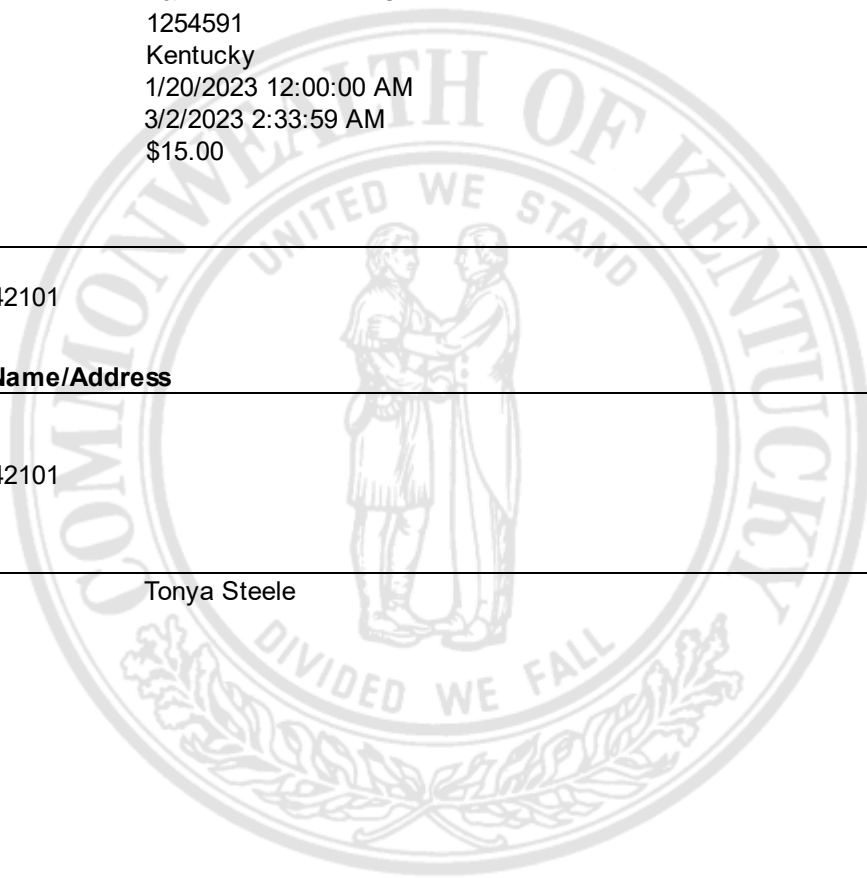 1254591
Kentucky
1/20/2023 12:00:00 AM
3/2/2023 2:33:59 AM
$15.00
COMMONWEALTH OF KENTUCKY
UNITED WE STAND
42101
Name/Address
42101
Tonya Steele
DIVIDED WE FALL